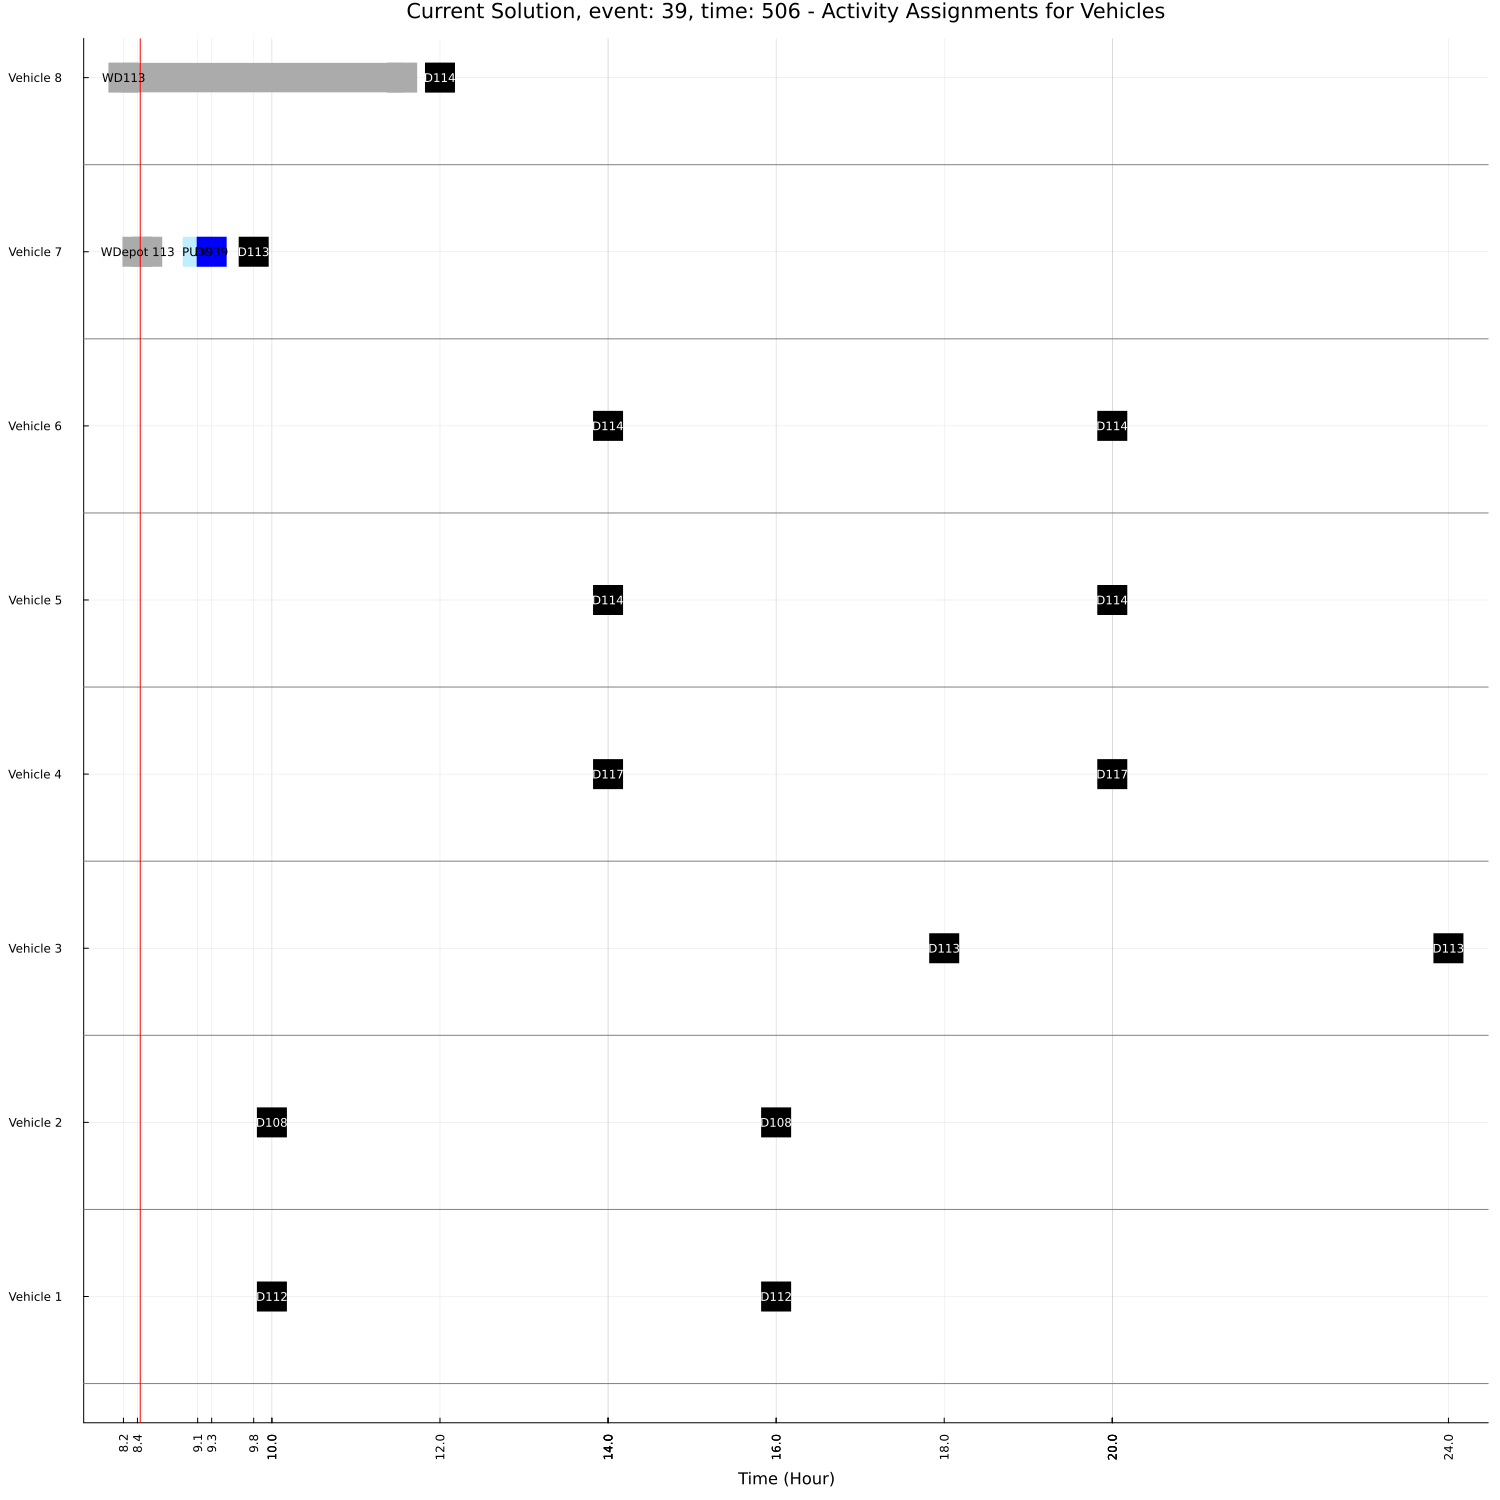 Current Solution, event: 39, time: 506 - Activity Assignments for Vehicles
Vehicle 8
WD113
D114
Vehicle 7
WDepot 113
D113
Vehicle 6
D114
D114
Vehicle 5
D114
D114
Vehicle 4
D117
D117
Vehicle 3
D113
D113
Vehicle 2
D108
D108
Vehicle 1
D112
D112
8.2
8.4
9.1
9.3
9.8
10.0
12.0
14.0
16.0
18.0
20.0
24.0
Time (Hour)